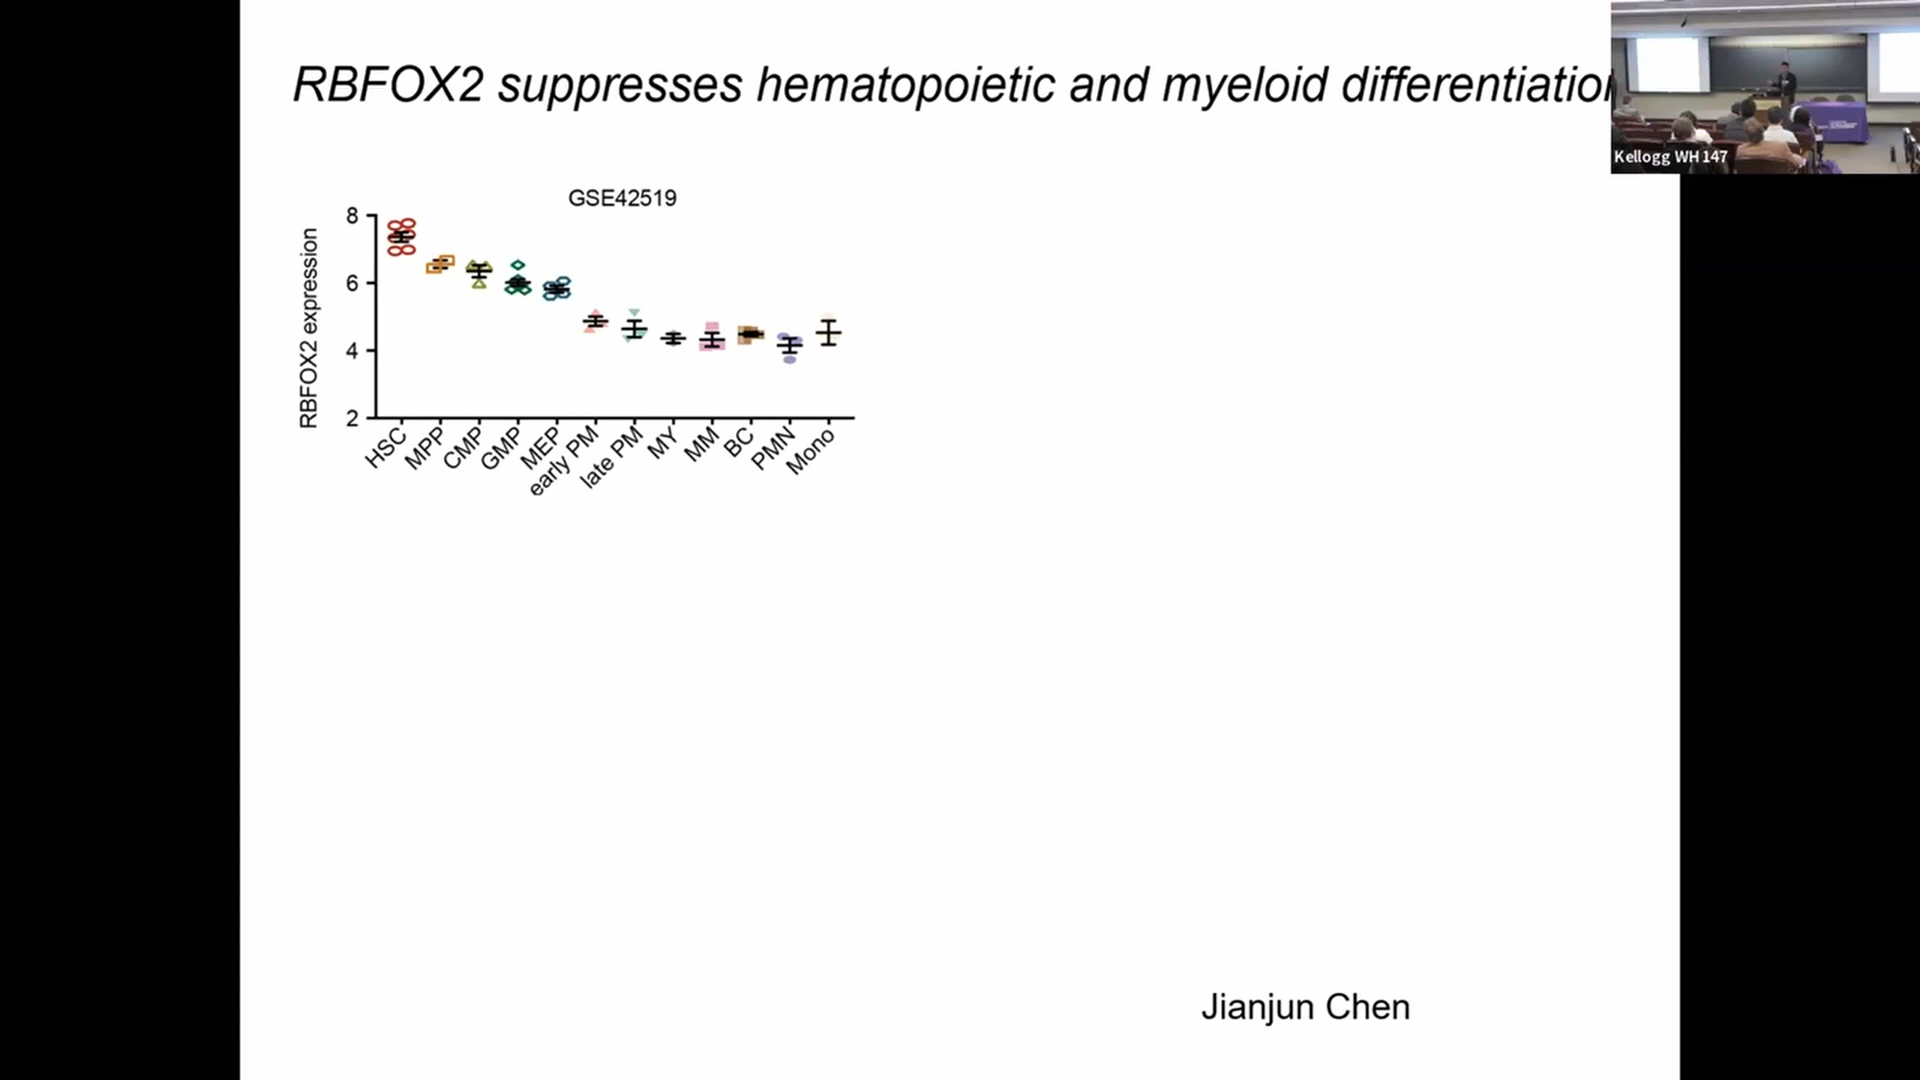 RBFOX2 suppresses hematopoietic and myeloid differentiation
Kellogg WH 147
GSE42519
RBFOX2 expression
8
6
4
2
HSC
MPP
CMP
GMP
MEP
early PM
late PM
MY
MM
BC
PMN
Mono
Jianjun Chen